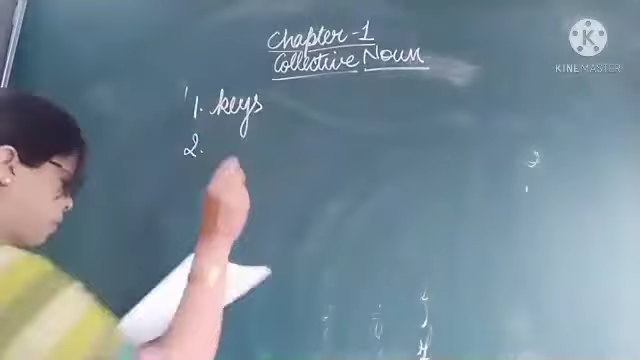 Chapter-1
Collective Noun
1. keys
2.
KINEMASTER